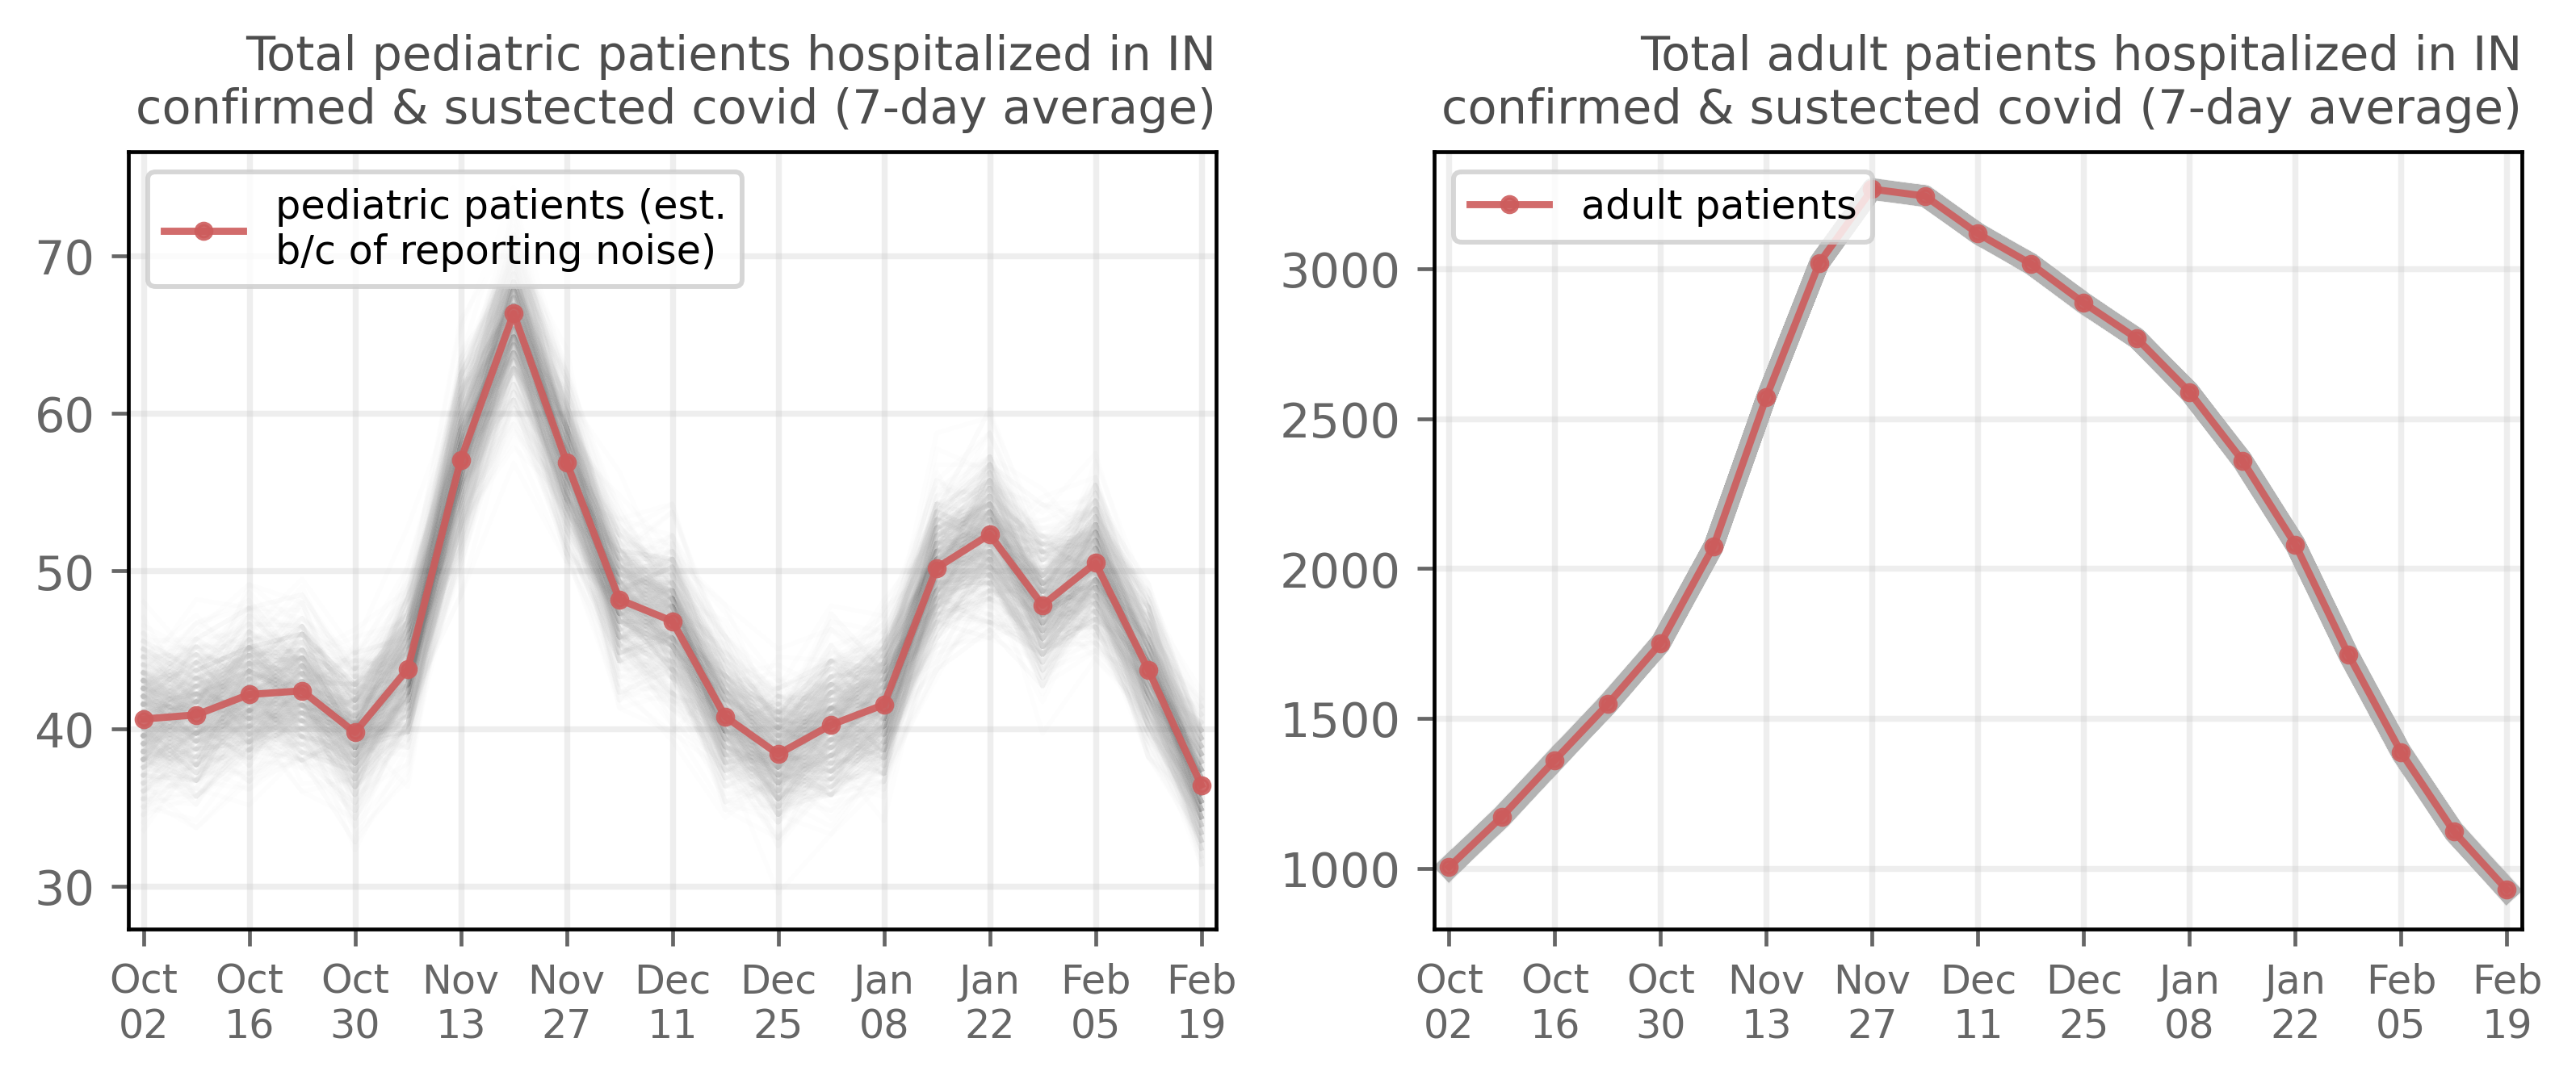 Total pediatric patients hospitalized in IN
confirmed & sustected covid (7-day average)
pediatric patients (est.
b/c of reporting noise)
70
60
50
40
30
Oct Oct Oct Nov Nov Dec Dec Jan Jan Feb Feb
02 16 30 13 27 11 25 08 22 05 19
Total adult patients hospitalized in IN
confirmed & sustected covid (7-day average)
adult patients
3000
2500
2000
1500
1000
Oct Oct Oct Nov Nov Dec Dec Jan Jan Feb Feb
02 16 30 13 27 11 25 08 22 05 19